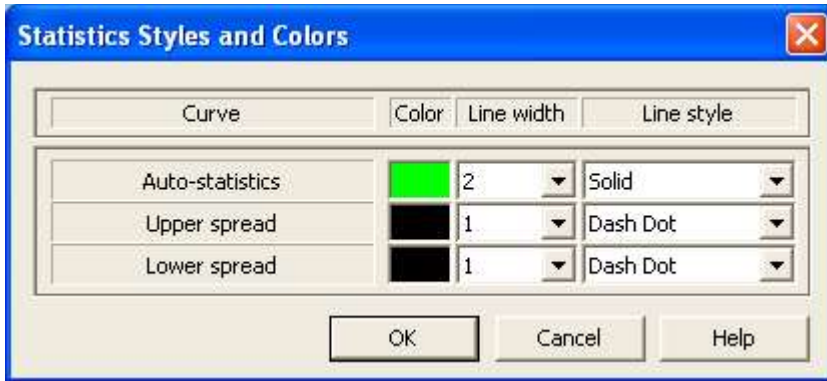 Statistics Styles and Colors
Curve Color Line width Line style
Auto-statistics 2 Solid
Upper spread 1 Dash Dot
Lower spread 1 Dash Dot
OK Cancel Help